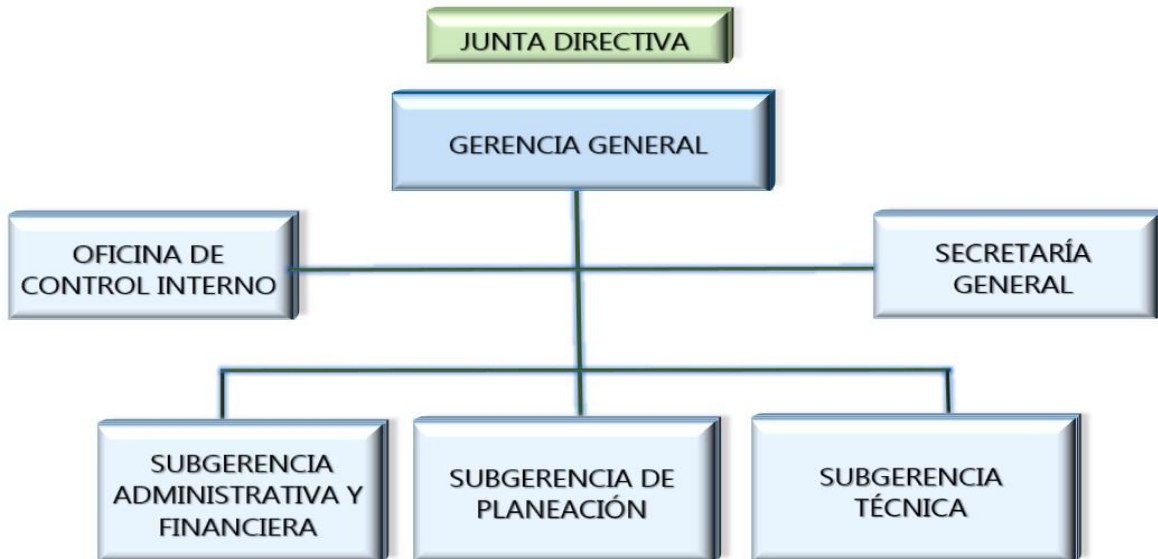 JUNTA DIRECTIVA
GERENCIA GENERAL
OFICINA DE
CONTROL INTERNO
SECRETARÍA
GENERAL
SUBGERENCIA
ADMINISTRATIVA Y
FINANCIERA
SUBGERENCIA DE
PLANEACIÓN
SUBGERENCIA
TÉCNICA